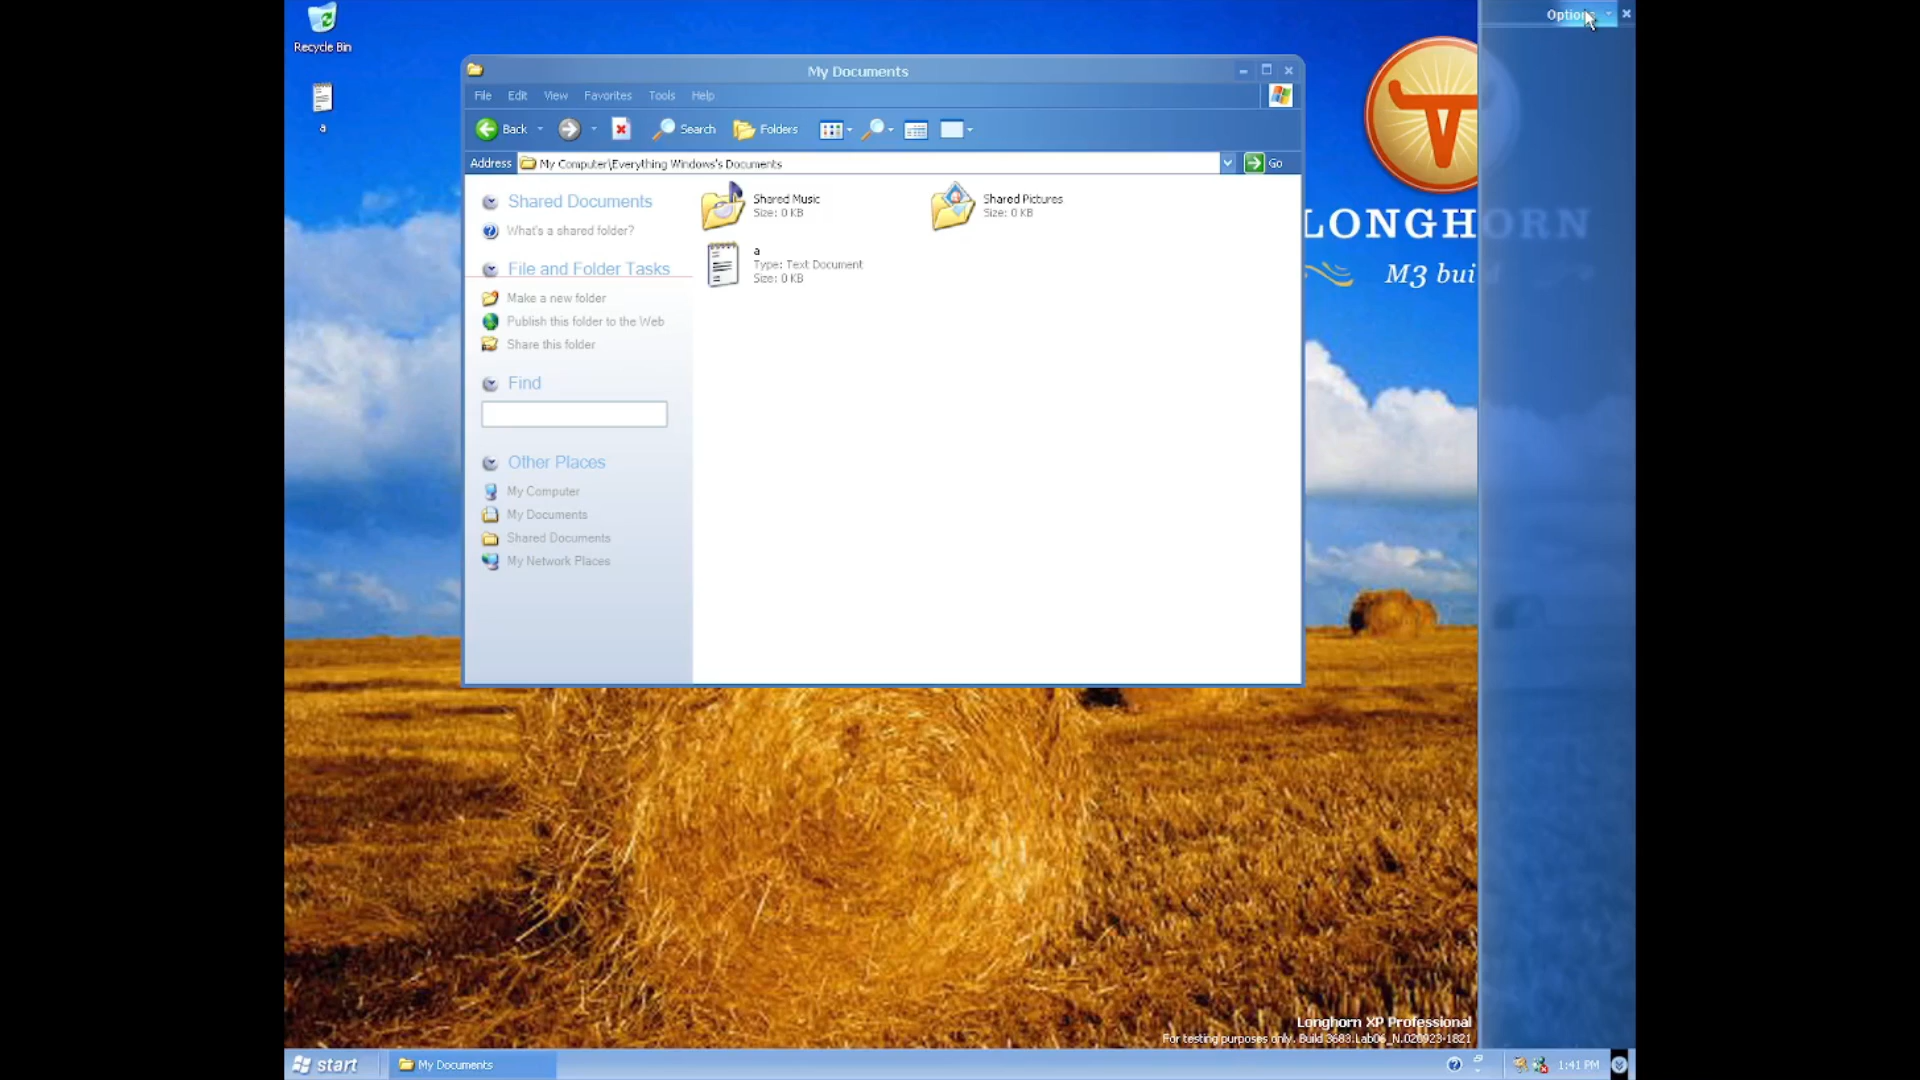 Recycle Bin
a
Options
My Documents
File Edit View Favorites Tools Help
Back Search Folders
Address My Computer\Everything Windows's Documents Go
Shared Documents
What's a shared folder?
File and Folder Tasks
Make a new folder
Publish this folder to the Web
Share this folder
Find
Other Places
My Computer
My Documents
Shared Documents
My Network Places
Shared Music
Size: 0 KB
Shared Pictures
Size: 0 KB
a
Type: Text Document
Size: 0 KB
LONGHORN
M3 bui
Longhorn XP Professional
For testing purposes only. Build 3683.Lab06_N.020923-1821
start My Documents 1:41 PM